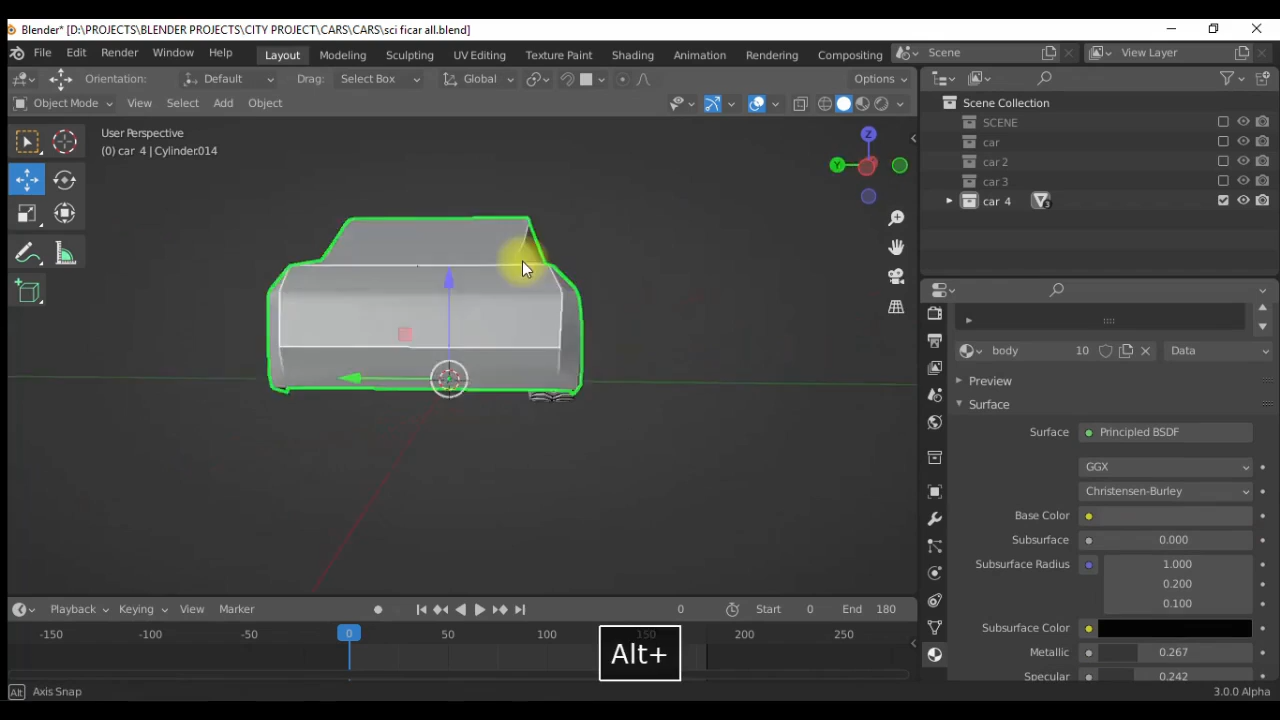 Blender* [D:\PROJECTS\BLENDER PROJECTS\CITY PROJECT\CARS\CARS\sci ficar all.blend]
File Edit Render Window Help Layout Modeling Sculpting UV Editing Texture Paint Shading Animation Rendering Compositing Scene View Layer
Orientation: Default Drag: Select Box Global Options
Object Mode View Select Add Object
Scene Collection
SCENE
car
car 2
car 3
car 4
User Perspective
(0) car 4 | Cylinder.014
Z
Y
body 10 Data
Preview
Surface
Surface Principled BSDF
GGX
Christensen-Burley
Base Color
Subsurface 0.000
Subsurface Radius 1.000
0.200
0.100
Subsurface Color
Metallic 0.267
Specular 0.242
Playback Keying View Marker 0 Start 0 End 180
-150 -100 -50 0 50 100 150 200 250
Alt+
Alt Axis Snap 3.0.0 Alpha